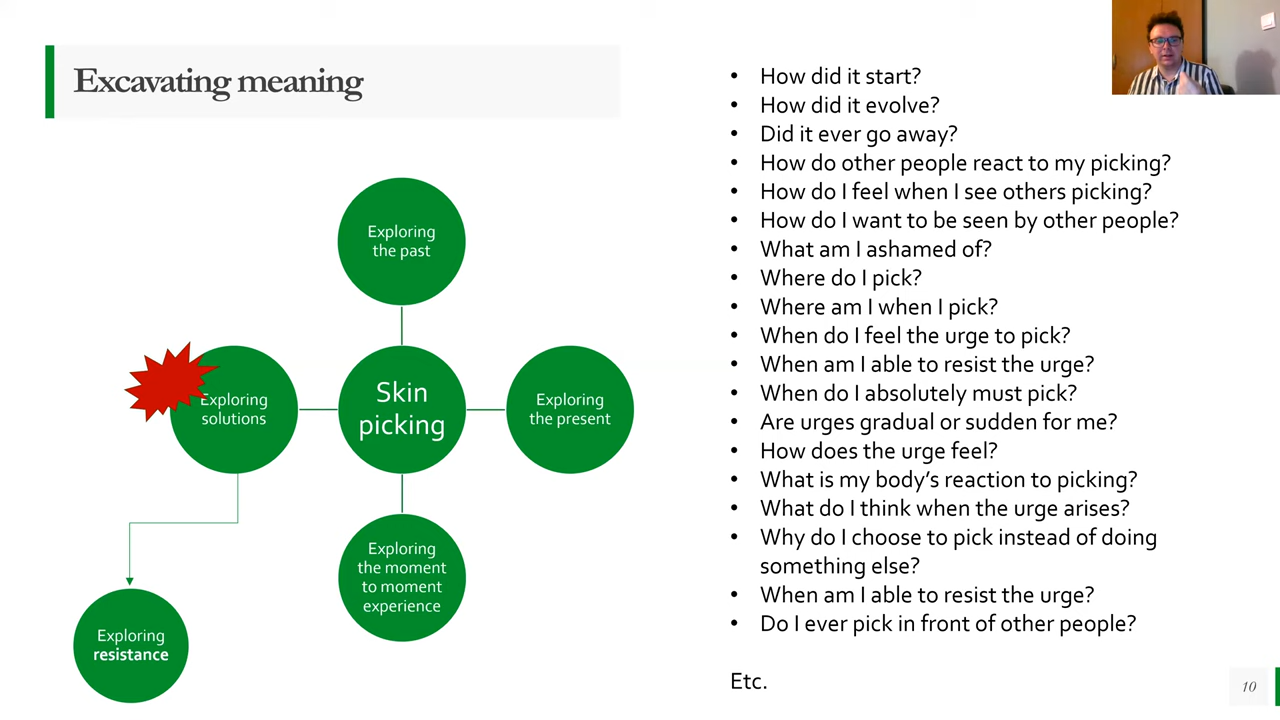 Excavating meaning
Exploring
the past
Exploring
solutions
Skin
picking
Exploring
the present
Exploring
the moment
to moment
experience
Exploring
resistance
• How did it start?
• How did it evolve?
• Did it ever go away?
• How do other people react to my picking?
• How do I feel when I see others picking?
• How do I want to be seen by other people?
• What am I ashamed of?
• Where do I pick?
• Where am I when I pick?
• When do I feel the urge to pick?
• When am I able to resist the urge?
• When do I absolutely must pick?
• Are urges gradual or sudden for me?
• How does the urge feel?
• What is my body's reaction to picking?
• What do I think when the urge arises?
• Why do I choose to pick instead of doing
something else?
• When am I able to resist the urge?
• Do I ever pick in front of other people?
Etc.
10